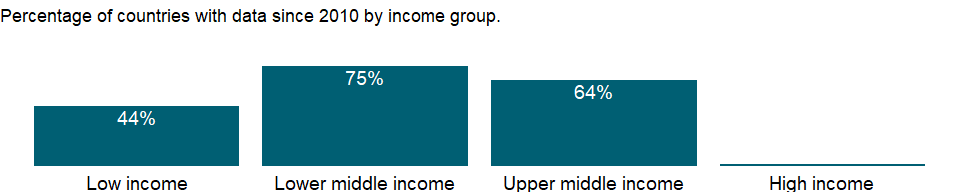 Percentage of countries with data since 2010 by income group.
75%
64%
44%
Low income Lower middle income Upper middle income High income